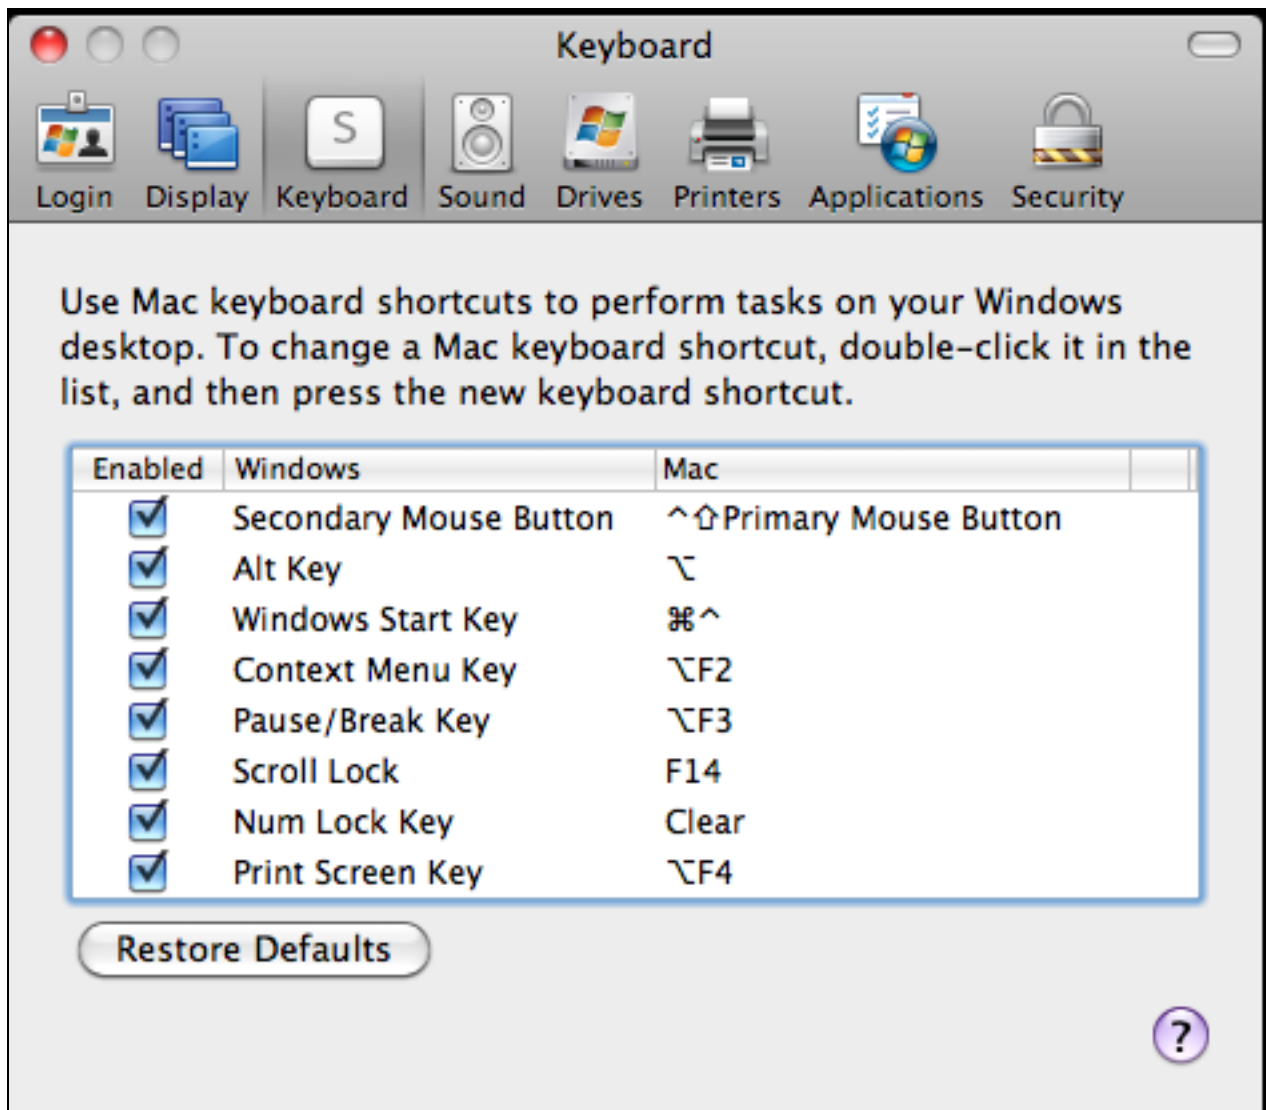 Keyboard
S
Login Display Keyboard Sound Drives Printers Applications Security
Use Mac keyboard shortcuts to perform tasks on your Windows
desktop. To change a Mac keyboard shortcut, double-click it in the
list, and then press the new keyboard shortcut.
Enabled Windows Mac
Secondary Mouse Button ^⇧Primary Mouse Button
Alt Key ⌥
Windows Start Key ⌘^
Context Menu Key ⌥F2
Pause/Break Key ⌥F3
Scroll Lock F14
Num Lock Key Clear
Print Screen Key ⌥F4
Restore Defaults
?